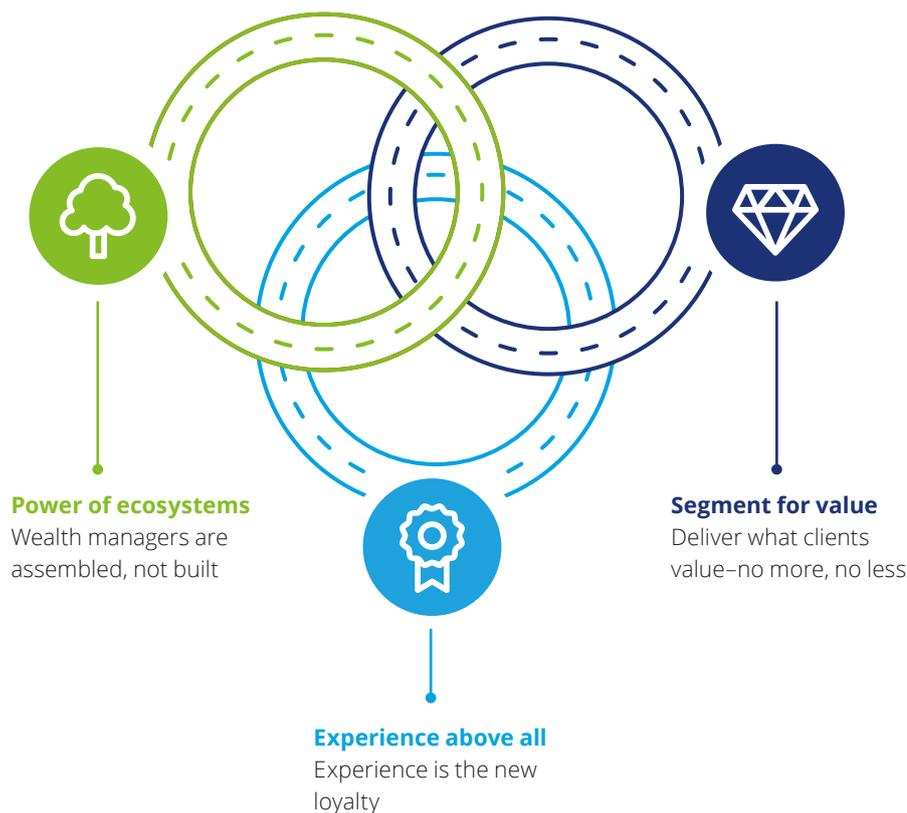 Power of ecosystems
Wealth managers are
assembled, not built
Segment for value
Deliver what clients
value–no more, no less
Experience above all
Experience is the new
loyalty